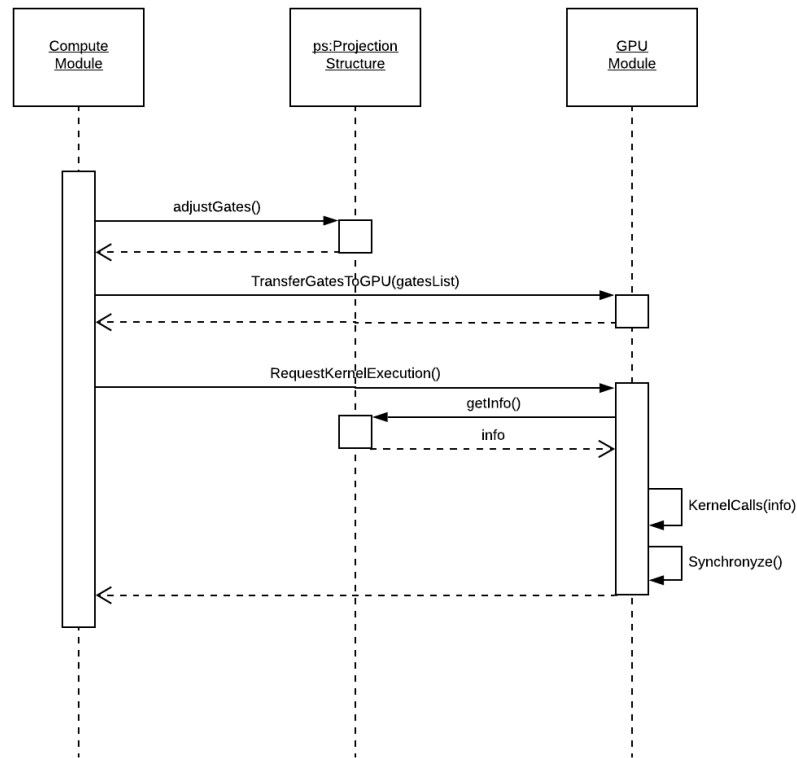 Compute
Module
ps:Projection
Structure
GPU
Module
adjustGates()
TransferGatesToGPU(gatesList)
RequestKernelExecution()
getInfo()
info
KernelCalls(info)
Synchronyze()